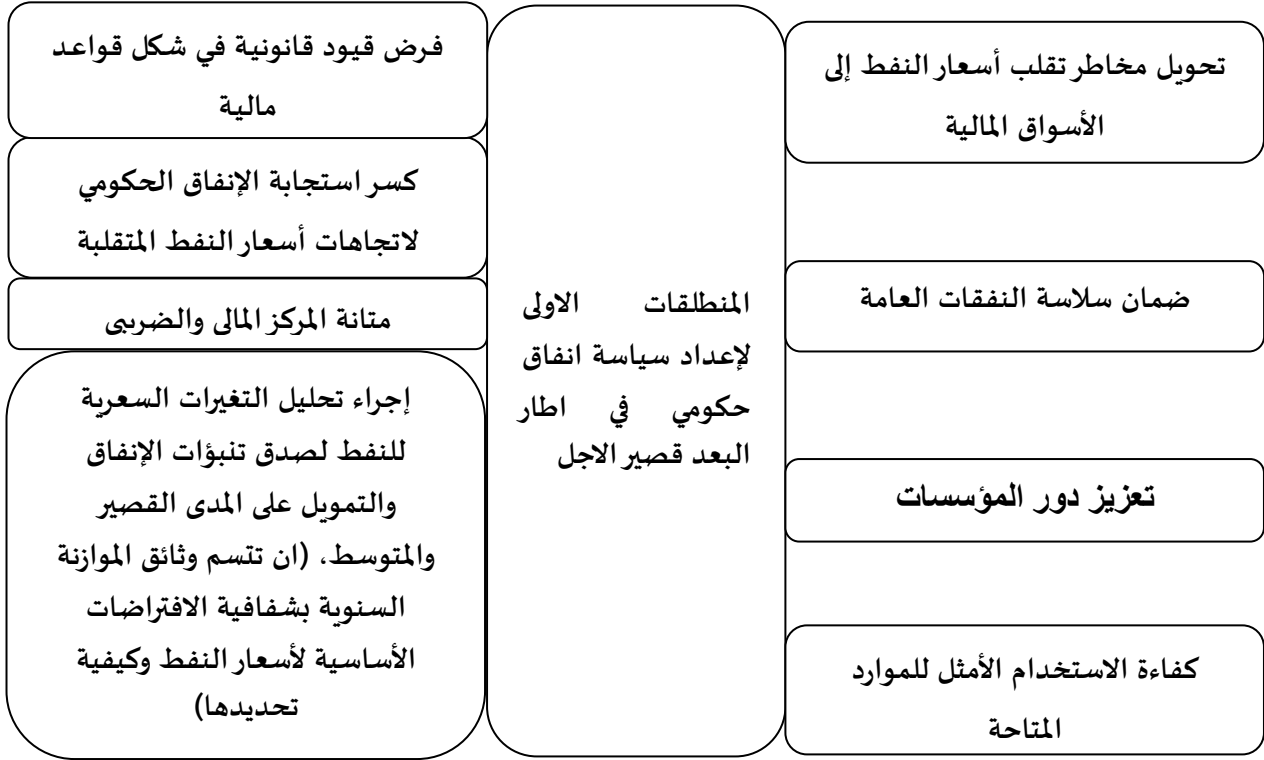 تحويل مخاطر تقلب أسعار النفط إلى
الأسواق المالية
ضمان سلاسة النفقات العامة
تعزيز دور المؤسسات
كفاءة الاستخدام الأمثل للموارد
المتاحة
المنطلقات الاولى
لإعداد سياسة انفاق
حكومي في اطار
البعد قصير الاجل
فرض قيود قانونية في شكل قواعد
مالية
كسر استجابة الإنفاق الحكومي
لاتجاهات أسعار النفط المتقلبة
متانة المركز المالي والضريبي
إجراء تحليل التغيرات السعرية
للنفط لصدق تنبؤات الإنفاق
والتمويل على المدى القصير
والمتوسط، (ان تتسم وثائق الموازنة
السنوية بشفافية الافتراضات
الأساسية لأسعار النفط وكيفية
تحديدها)